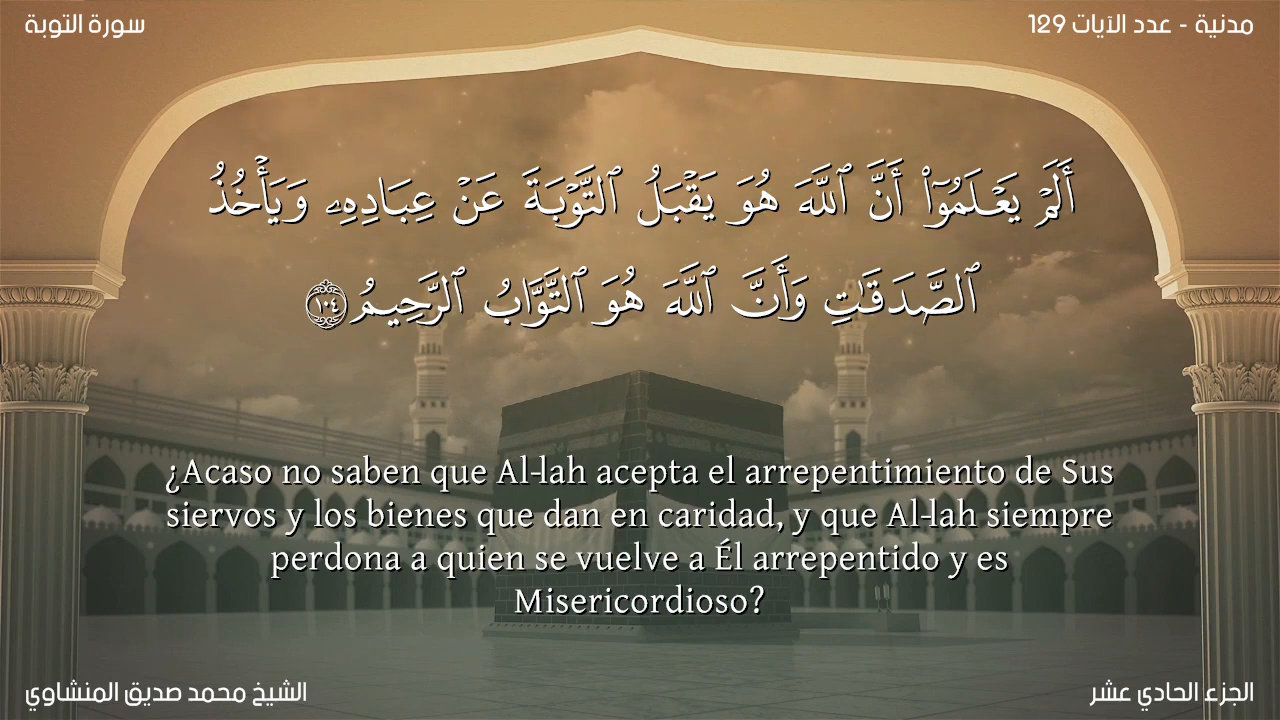 سورة التوبة
مدنية - عدد الآيات 129
أَلَمۡ يَعۡلَمُوٓاْ أَنَّ ٱللَّهَ هُوَ يَقۡبَلُ ٱلتَّوۡبَةَ عَنۡ عِبَادِهِۦ وَيَأۡخُذُ
ٱلصَّدَقَٰتِ وَأَنَّ ٱللَّهَ هُوَ ٱلتَّوَّابُ ٱلرَّحِيمُ ١٠٤
¿Acaso no saben que Al-lah acepta el arrepentimiento de Sus
siervos y los bienes que dan en caridad, y que Al-lah siempre
perdona a quien se vuelve a Él arrepentido y es
Misericordioso?
الشيخ محمد صديق المنشاوي
الجزء الحادي عشر